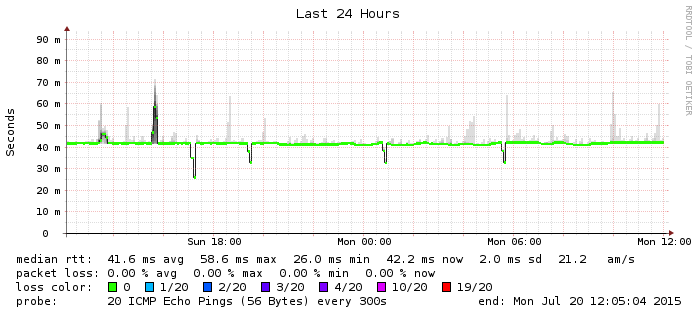 Last 24 Hours
RRDTOOL / TOBI OETIKER
Seconds
90 m
80 m
70 m
60 m
50 m
40 m
30 m
20 m
10 m
0
Sun 18:00 Mon 00:00 Mon 06:00 Mon 12:00
median rtt: 41.6 ms avg 58.6 ms max 26.0 ms min 42.2 ms now 2.0 ms sd 21.2 am/s
packet loss: 0.00 % avg 0.00 % max 0.00 % min 0.00 % now
loss color: 0 1/20 2/20 3/20 4/20 10/20 19/20
probe: 20 ICMP Echo Pings (56 Bytes) every 300s end: Mon Jul 20 12:05:04 2015